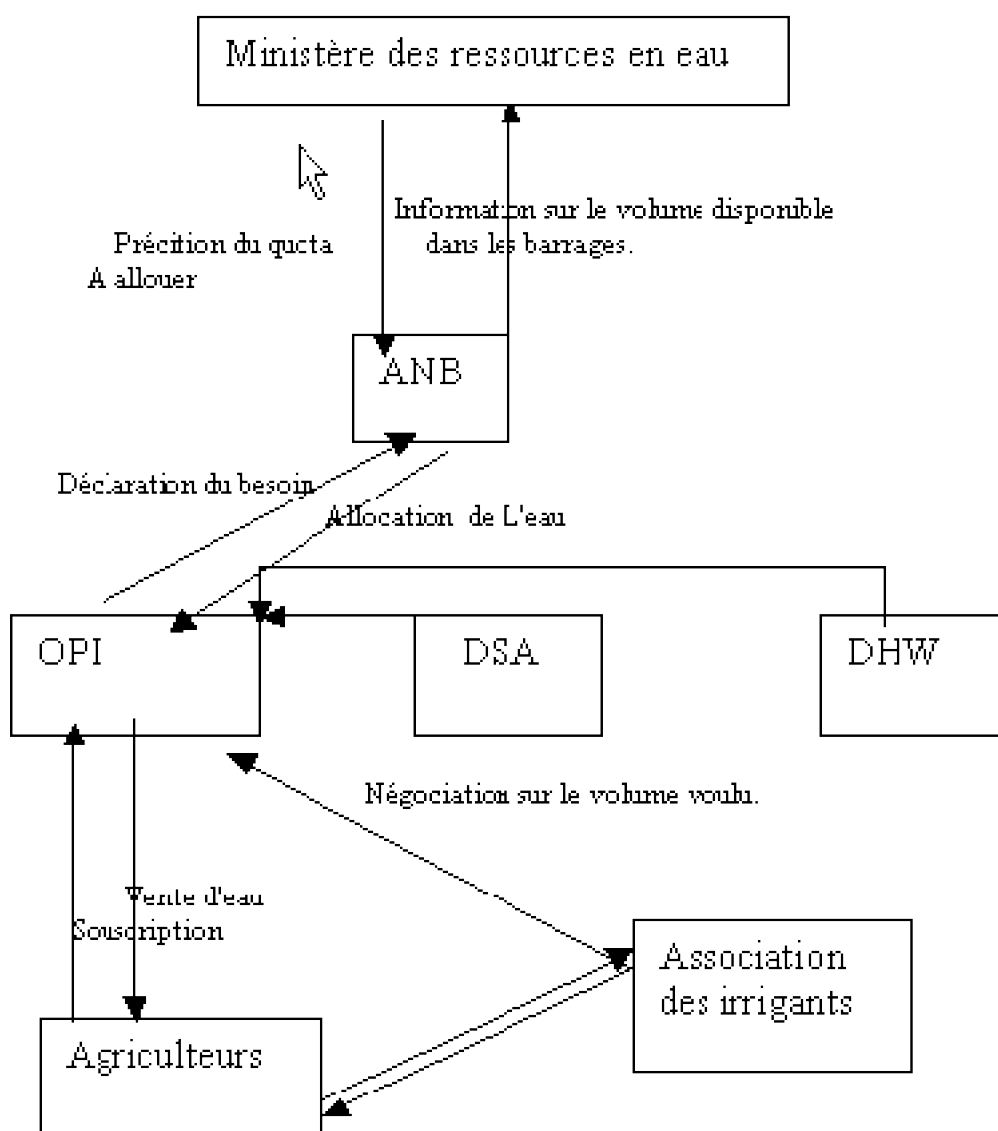 Ministère des ressources en eau
Information sur le volume disponible
dans les barrages.
Précition du quota
A allouer
ANB
Déclaration du besoin
Allocation de L'eau
OPI
DSA
DHW
Négociation sur le volume voulu.
Vente d'eau
Souscription
Association
des irrigants
Agriculteurs